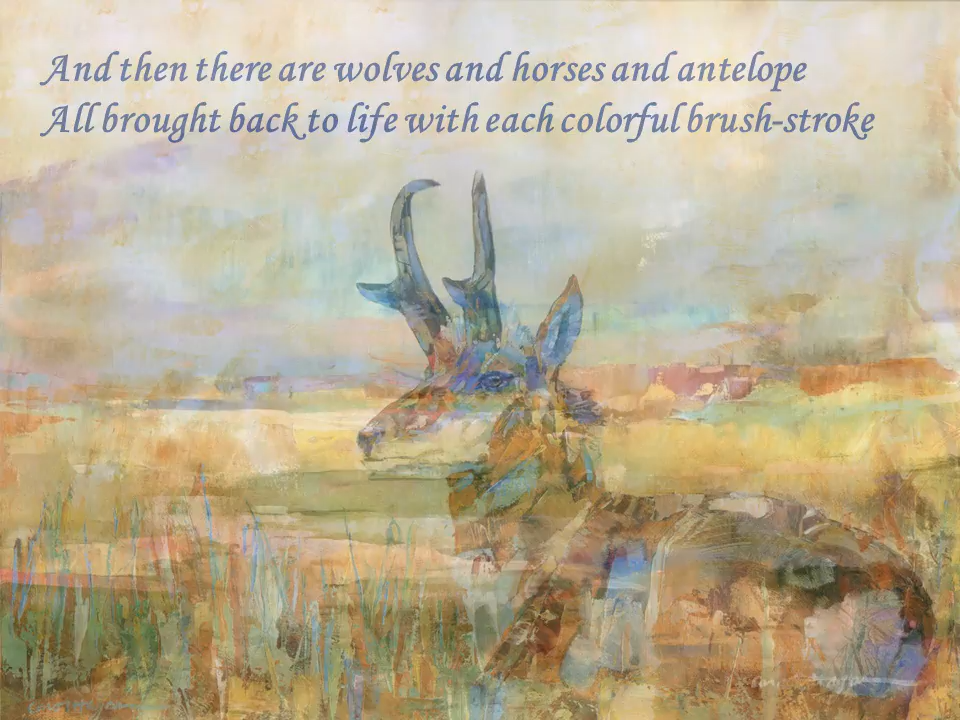 And then there are wolves and horses and antelope
All brought back to life with each colorful brush-stroke